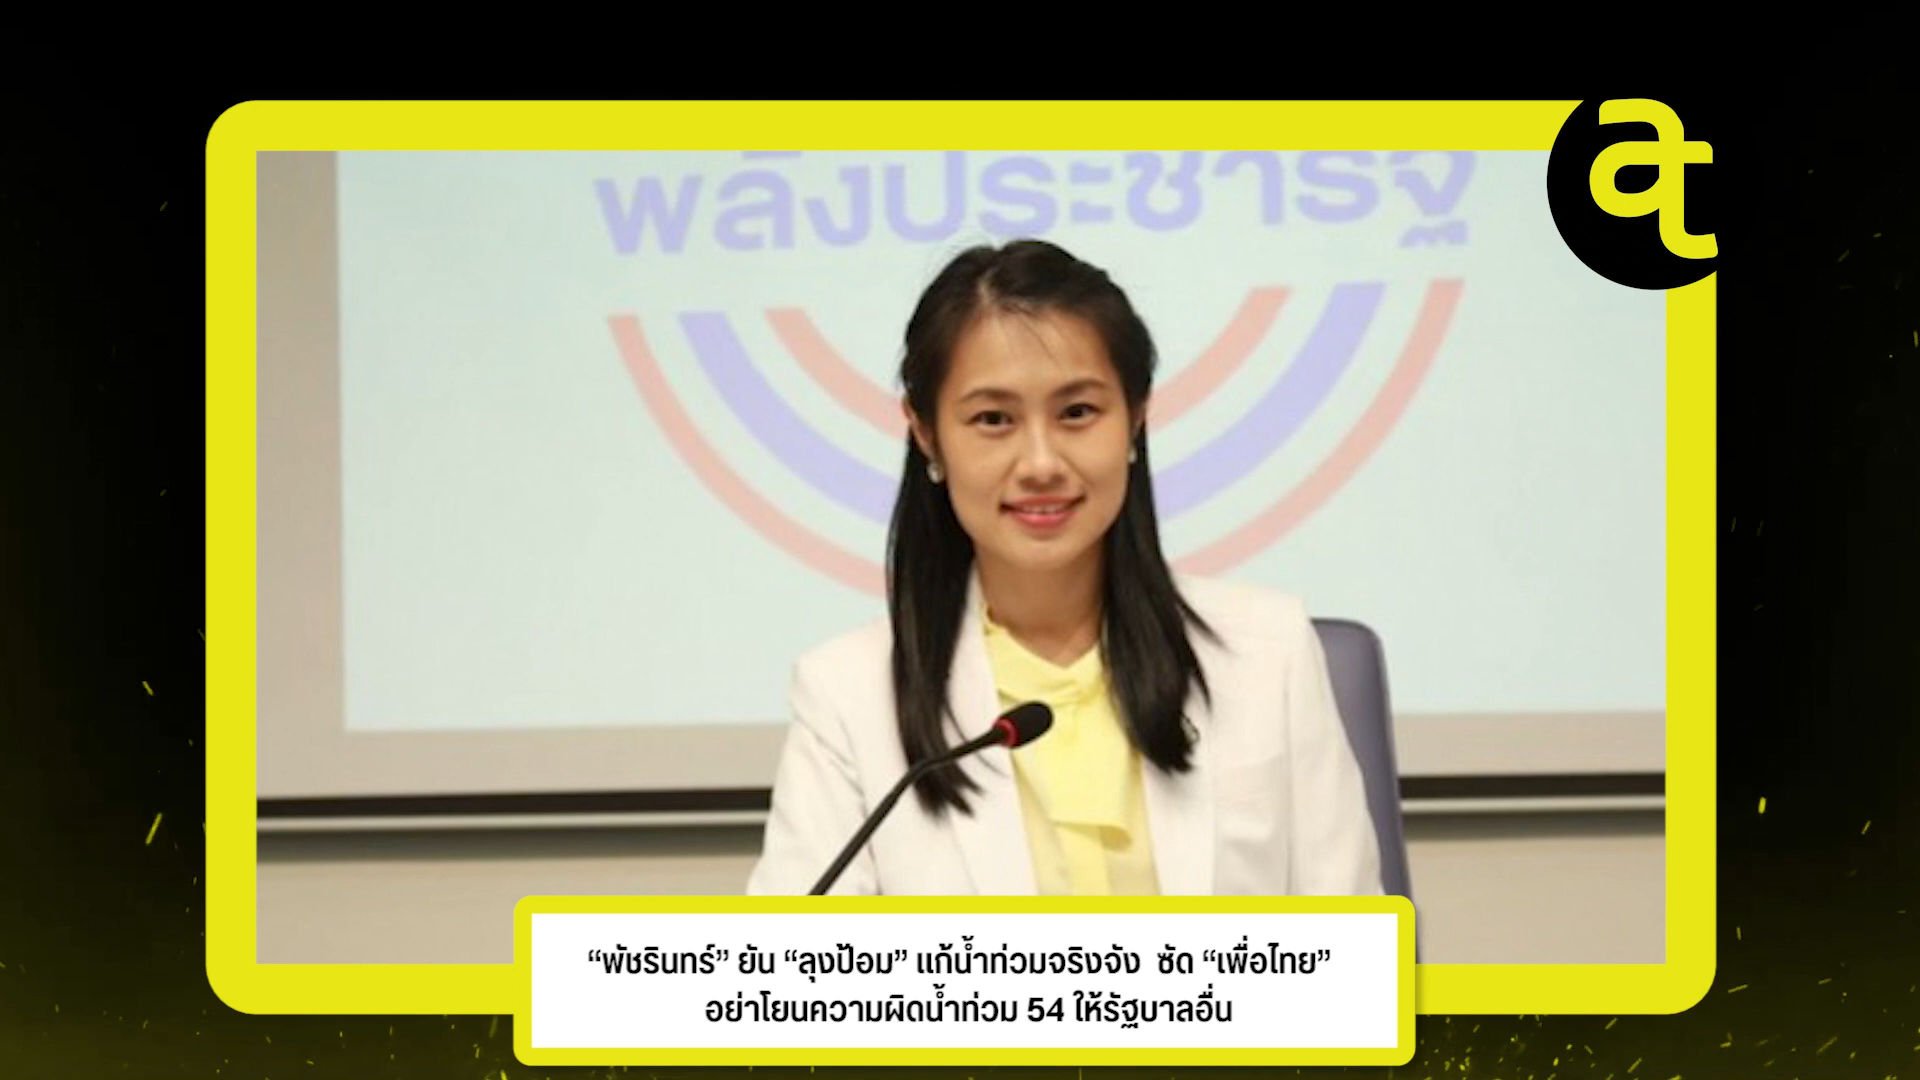 พลังประชารัฐ
at
“พัชรินทร์” ยัน “ลุงป้อม” แก้น้ำท่วมจริงจัง ซัด “เพื่อไทย”
อย่าโยนความผิดน้ำท่วม 54 ให้รัฐบาลอื่น